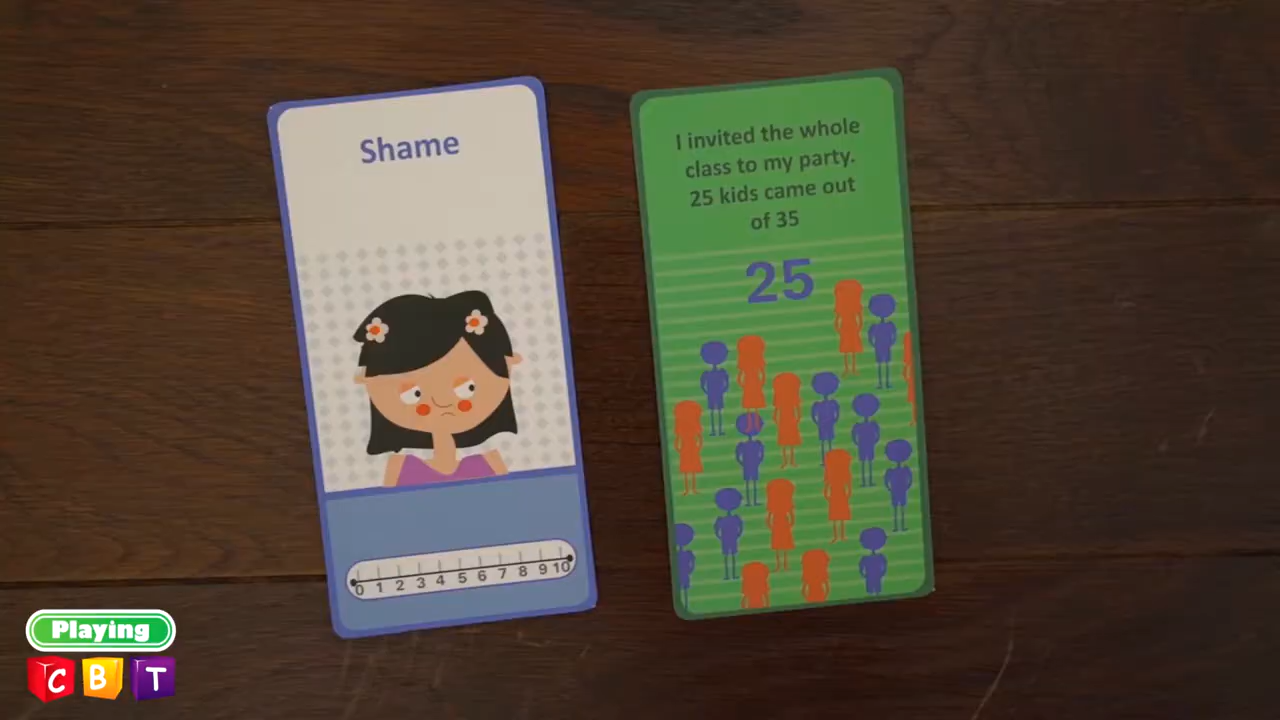 Shame
0 1 2 3 4 5 6 7 8 9 10
I invited the whole
class to my party.
25 kids came out
of 35
25
Playing
C B T